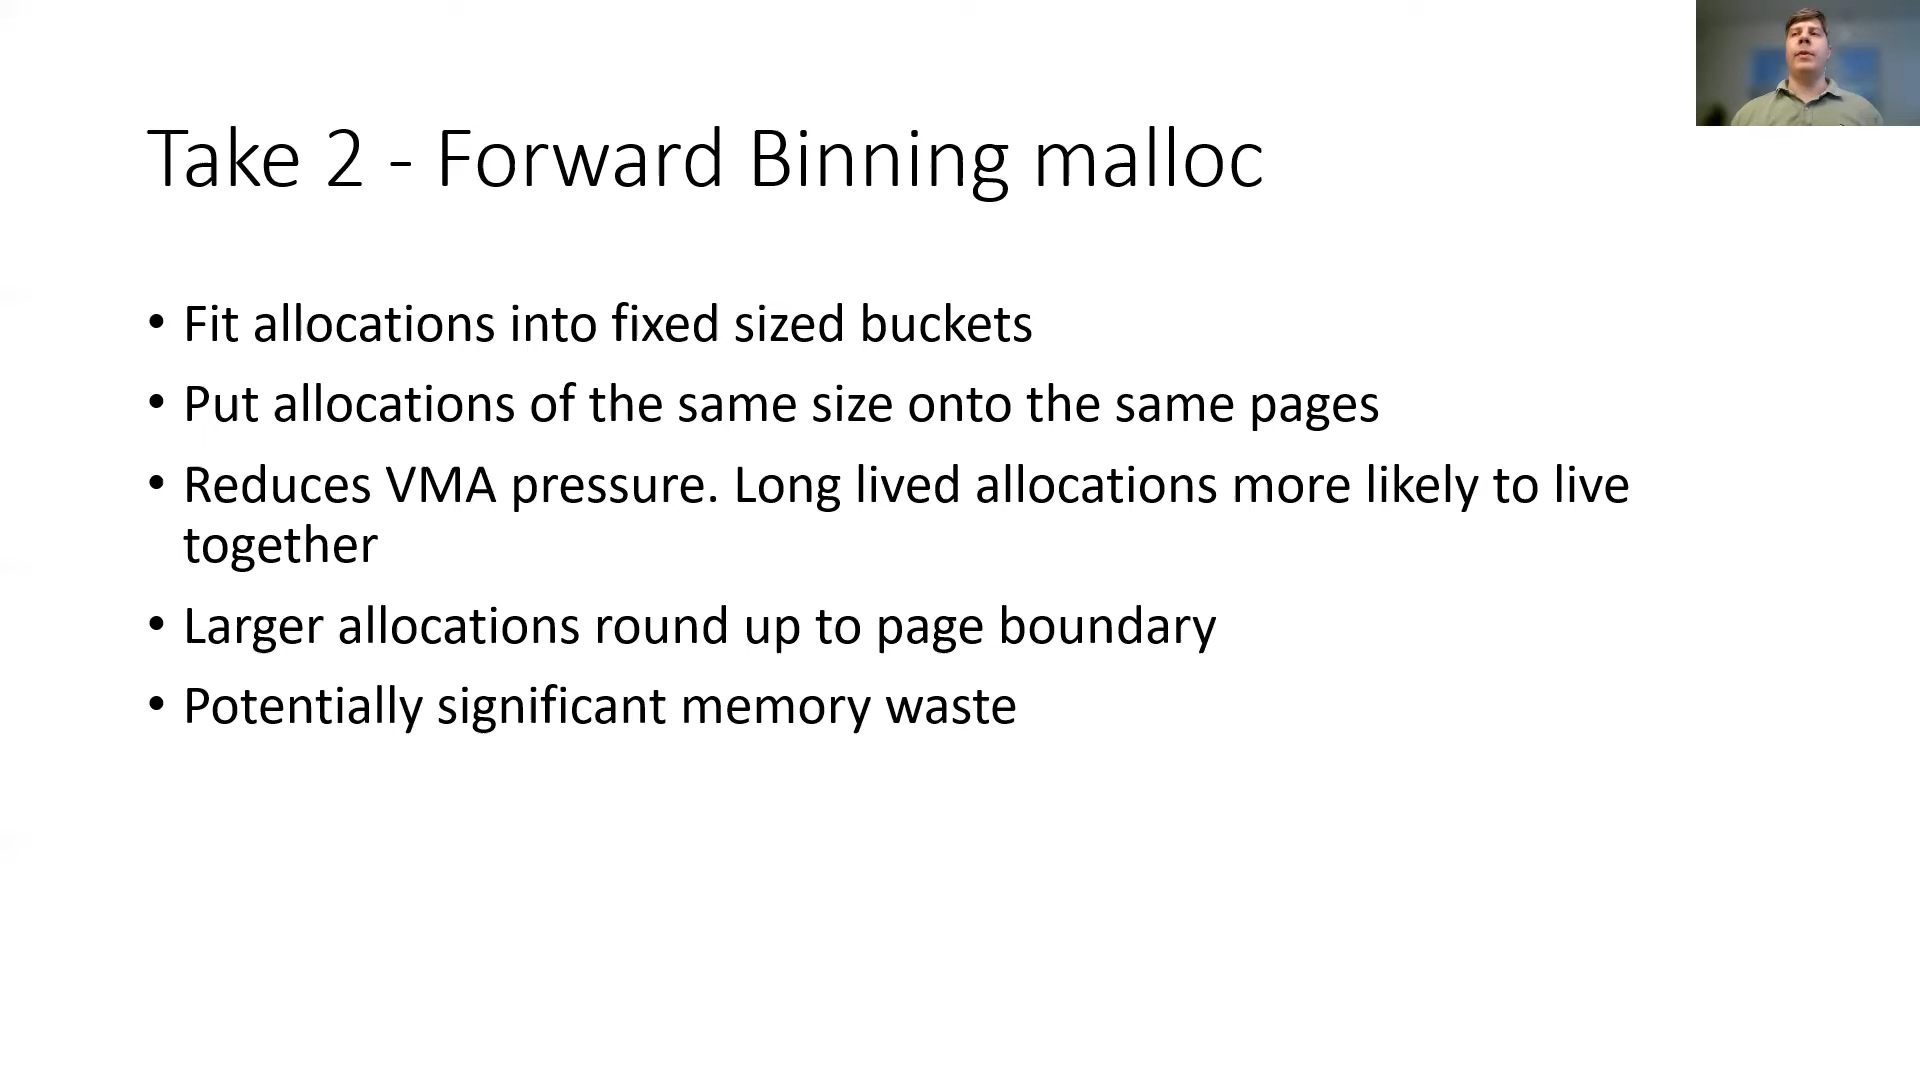 Take 2 - Forward Binning malloc
• Fit allocations into fixed sized buckets
• Put allocations of the same size onto the same pages
• Reduces VMA pressure. Long lived allocations more likely to live
together
• Larger allocations round up to page boundary
• Potentially significant memory waste